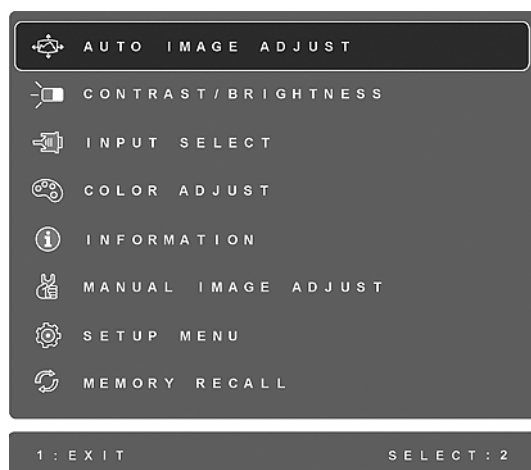 AUTO IMAGE ADJUST
CONTRAST/BRIGHTNESS
INPUT SELECT
COLOR ADJUST
INFORMATION
MANUAL IMAGE ADJUST
SETUP MENU
MEMORY RECALL
1:EXIT SELECT:2